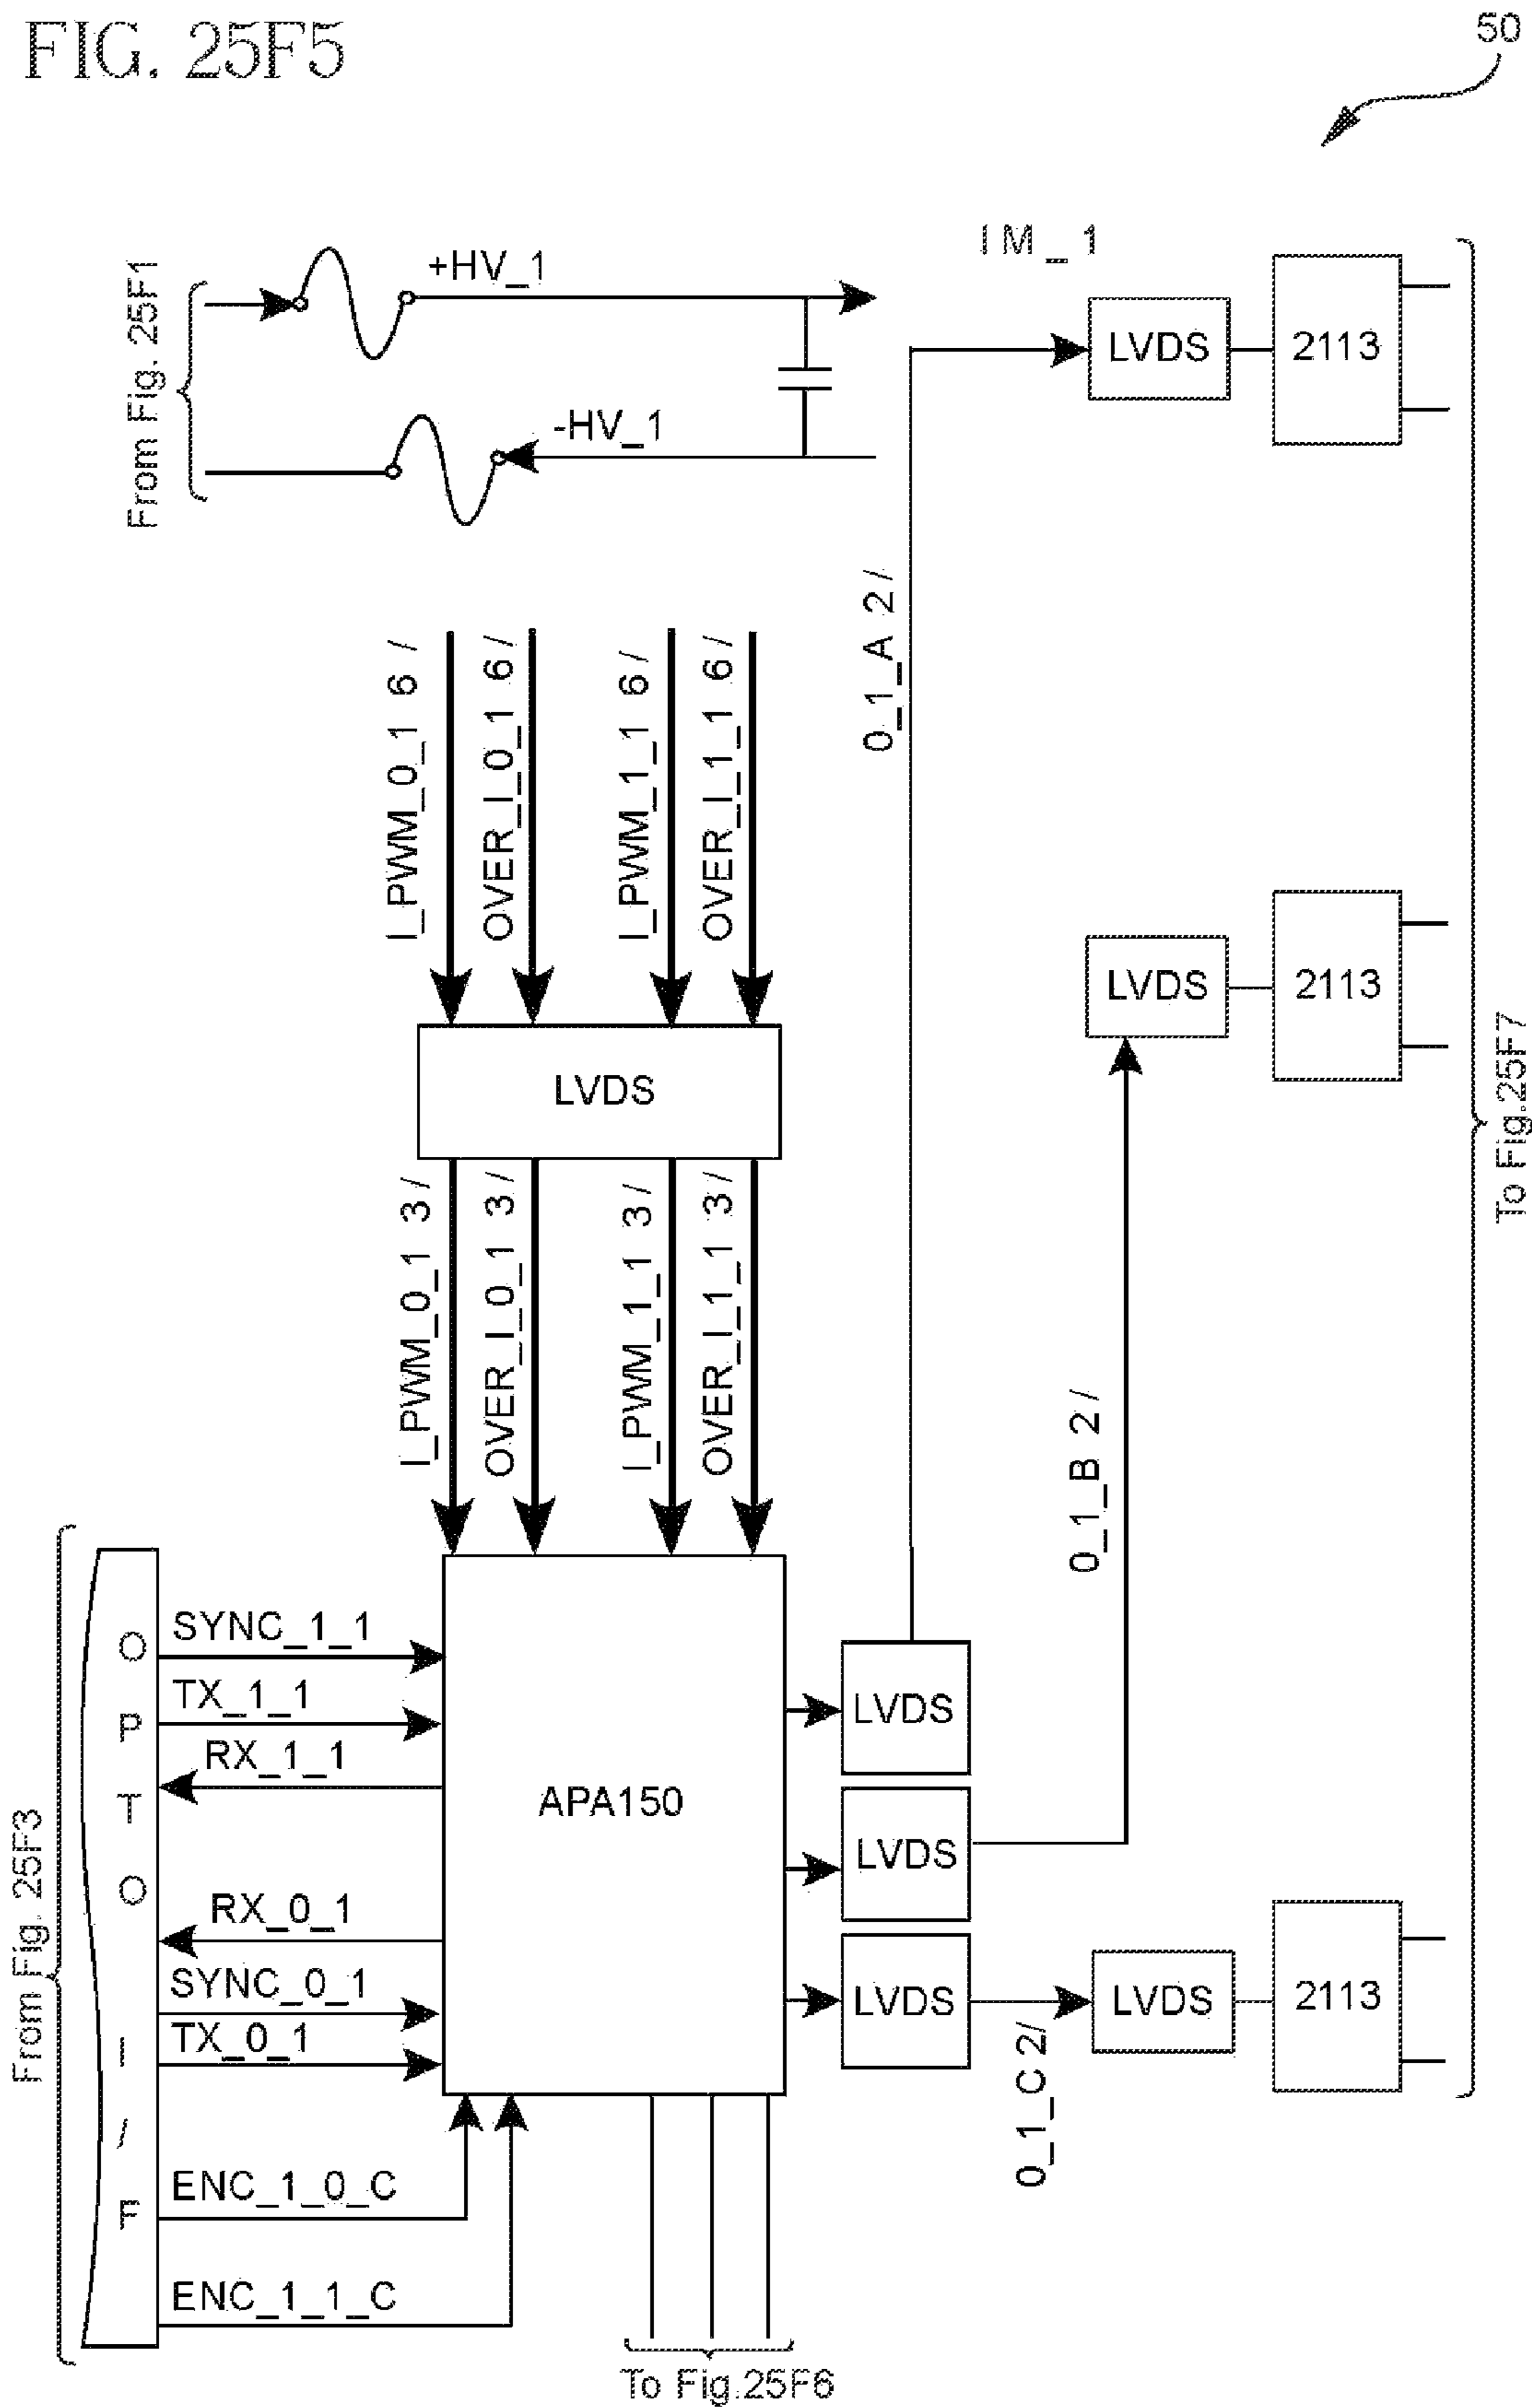 FIG. 25F5
50
From Fig. 25F1
+HV_1
-HV_1
IM_1
LVDS
2113
0_1_A 2/
I_PWM_0_1 6 /
OVER_I_0_1 6/
I_PWM_1_1 6/
OVER_I_1_1 6/
LVDS
LVDS
2113
To Fig.25F7
I_PWM_0_1 3/
OVER_I_0_1 3/
I_PWM_1_1 3/
OVER_I_1_1 3/
0_1_B 2/
From Fig. 25F3
OPTO I/F
SYNC_1_1
TX_1_1
RX_1_1
RX_0_1
SYNC_0_1
TX_0_1
ENC_1_0_C
ENC_1_1_C
APA150
LVDS
LVDS
LVDS
0_1_C 2/
LVDS
2113
To Fig.25F6